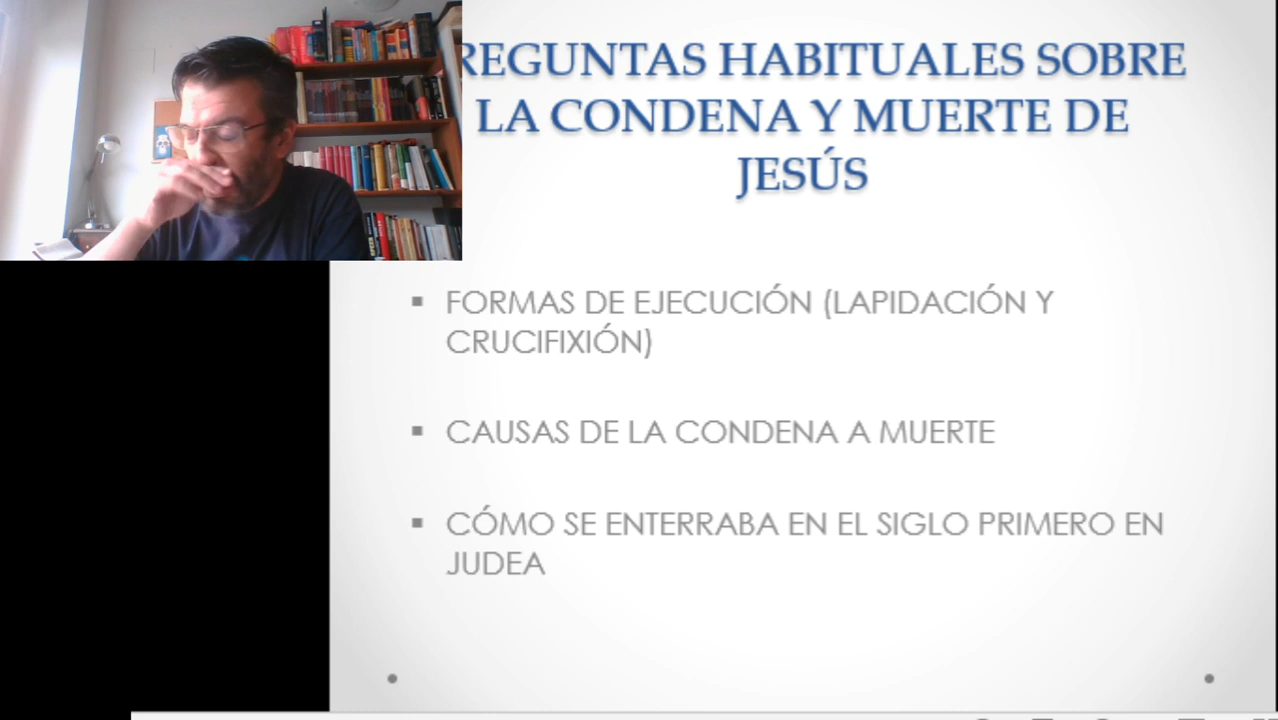 REGUNTAS HABITUALES SOBRE
LA CONDENA Y MUERTE DE
JESÚS
▪ FORMAS DE EJECUCIÓN (LAPIDACIÓN Y
CRUCIFIXIÓN)
▪ CAUSAS DE LA CONDENA A MUERTE
▪ CÓMO SE ENTERRABA EN EL SIGLO PRIMERO EN
JUDEA